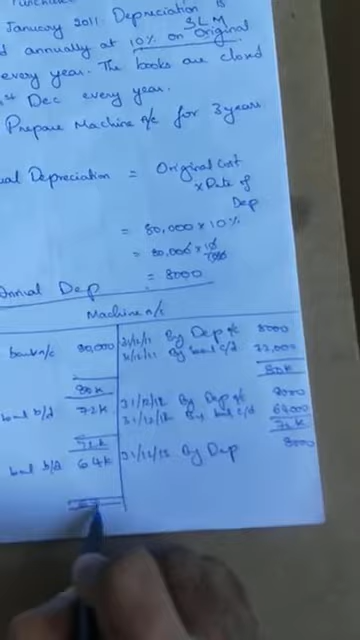 January 2011. Depreciation is
SLM
annually at 10% on Original
every year. The books are closed
st Dec every year.
Prepare Machine a/c for 3 years
ual Depreciation = Original Cost
× Rate of
Dep
= 80,000 × 10%
= 80,000 × 10/100
= 8000
Annual Dep
Machine a/c
bank a/c 80,000 31/12/11 By Dep a/c 8000
31/12/11 By bal c/d 72,000
80K 80K
bal b/d 72K 31/12/12 By Dep a/c 8000
31/12/12 By bal c/d 64000
72K 72K
bal b/d 64K 31/12/13 By Dep 8000